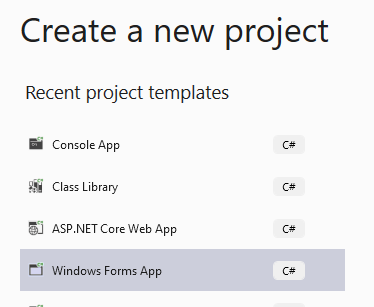 Create a new project
Recent project templates
Console App C#
Class Library C#
ASP.NET Core Web App C#
Windows Forms App C#